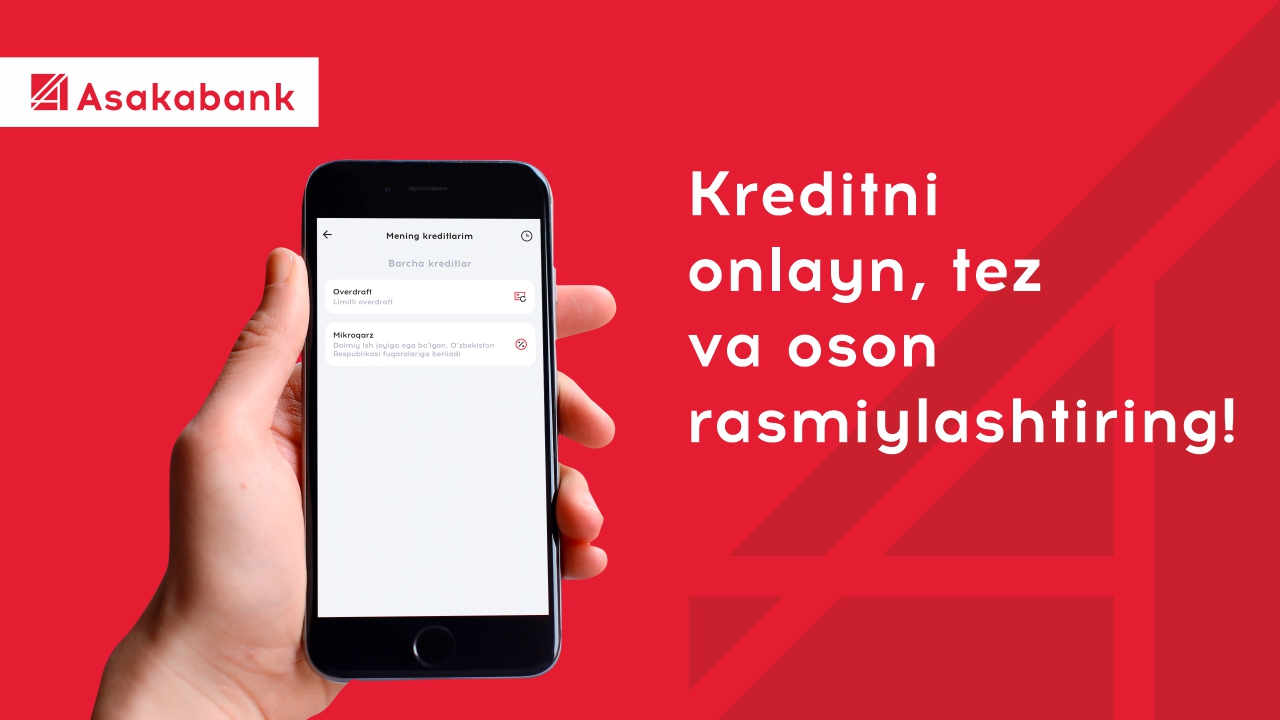 Asakabank
Mening kreditlarim
Barcha kreditlar
Overdraft
Limitli overdraft
Mikroqarz
Doimiy ish joyiga ega bo'lgan, O'zbekiston
Respublikasi fuqarolariga beriladi
Kreditni
onlayn, tez
va oson
rasmiylashtiring!